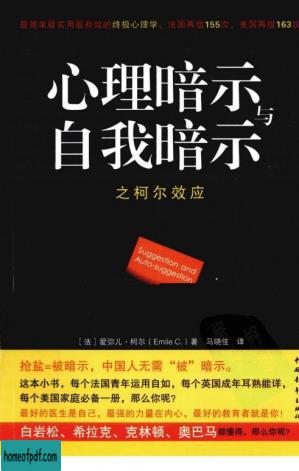 最简单最实用最有效的终极心理学、法国再版155次，美国再版163次
心理暗示
与
自我暗示
之柯尔效应
Suggestion and
Auto-suggestion
[法] 爱弥儿·柯尔（Emile C.）著 马晓佳 译
抢盐=被暗示，中国人无需“被”暗示。
这本小书，每个法国青年运用自如，每个英国成年耳熟能详，
每个美国家庭必备一册，那么你呢？
最好的医生是自己，最强的力量在内心，最好的教育者就是你！
白岩松、希拉克、克林顿、奥巴马都懂得，那么你呢？
中国青年
homeofpdf.com